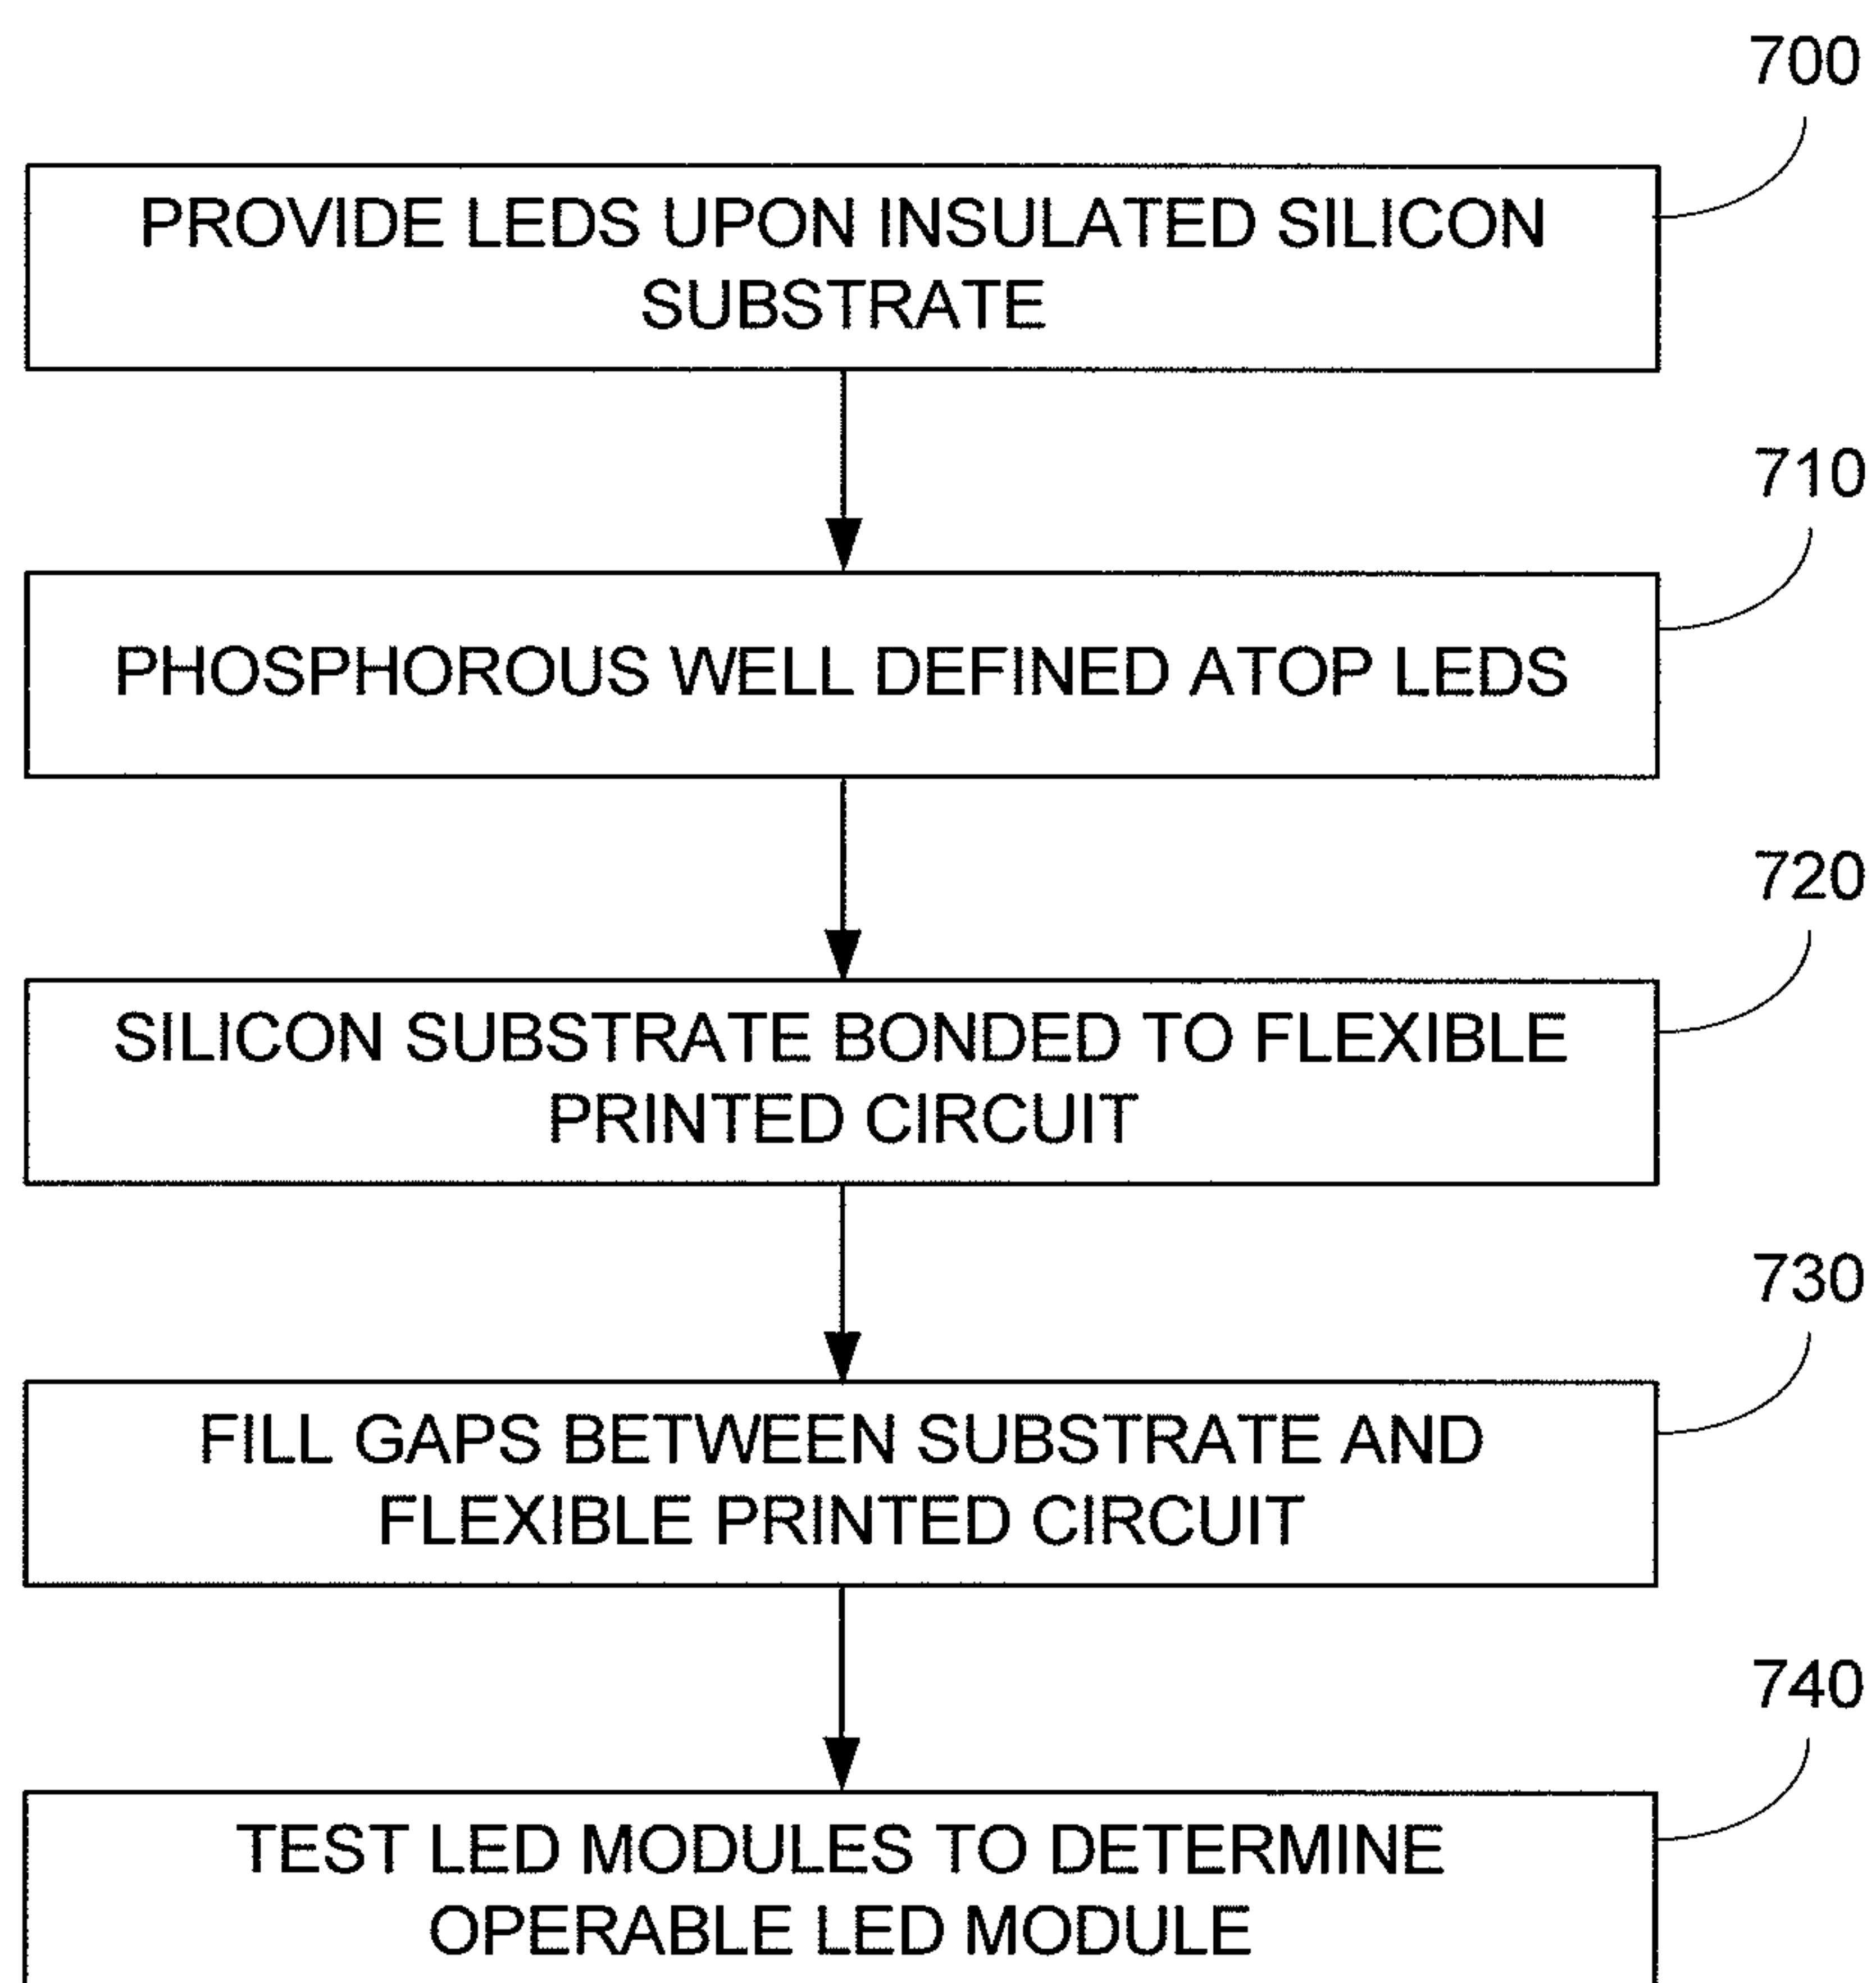 700
PROVIDE LEDS UPON INSULATED SILICON
SUBSTRATE
710
PHOSPHOROUS WELL DEFINED ATOP LEDS
720
SILICON SUBSTRATE BONDED TO FLEXIBLE
PRINTED CIRCUIT
730
FILL GAPS BETWEEN SUBSTRATE AND
FLEXIBLE PRINTED CIRCUIT
740
TEST LED MODULES TO DETERMINE
OPERABLE LED MODULE